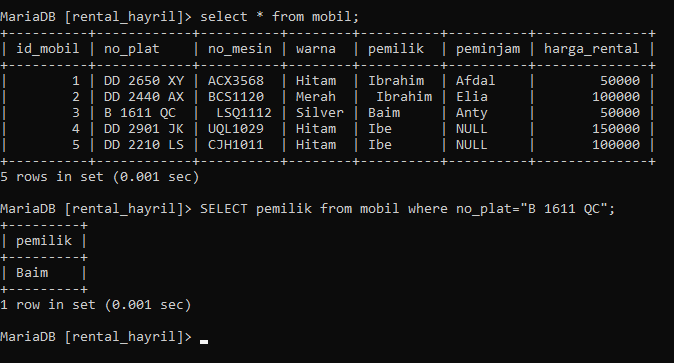 MariaDB [rental_hayril]> select * from mobil;
+----------+------------+-----------+--------+----------+----------+--------------+
| id_mobil | no_plat    | no_mesin  | warna  | pemilik  | peminjam | harga_rental |
+----------+------------+-----------+--------+----------+----------+--------------+
|        1 | DD 2650 XY | ACX3568   | Hitam  | Ibrahim  | Afdal    |        50000 |
|        2 | DD 2440 AX | BCS1120   | Merah  |  Ibrahim | Elia     |       100000 |
|        3 | B 1611 QC  |  LSQ1112  | Silver | Baim     | Anty     |        50000 |
|        4 | DD 2901 JK | UQL1029   | Hitam  | Ibe      | NULL     |       150000 |
|        5 | DD 2210 LS | CJH1011   | Hitam  | Ibe      | NULL     |       100000 |
+----------+------------+-----------+--------+----------+----------+--------------+
5 rows in set (0.001 sec)
MariaDB [rental_hayril]> SELECT pemilik from mobil where no_plat="B 1611 QC";
+---------+
| pemilik |
+---------+
| Baim    |
+---------+
1 row in set (0.001 sec)
MariaDB [rental_hayril]>